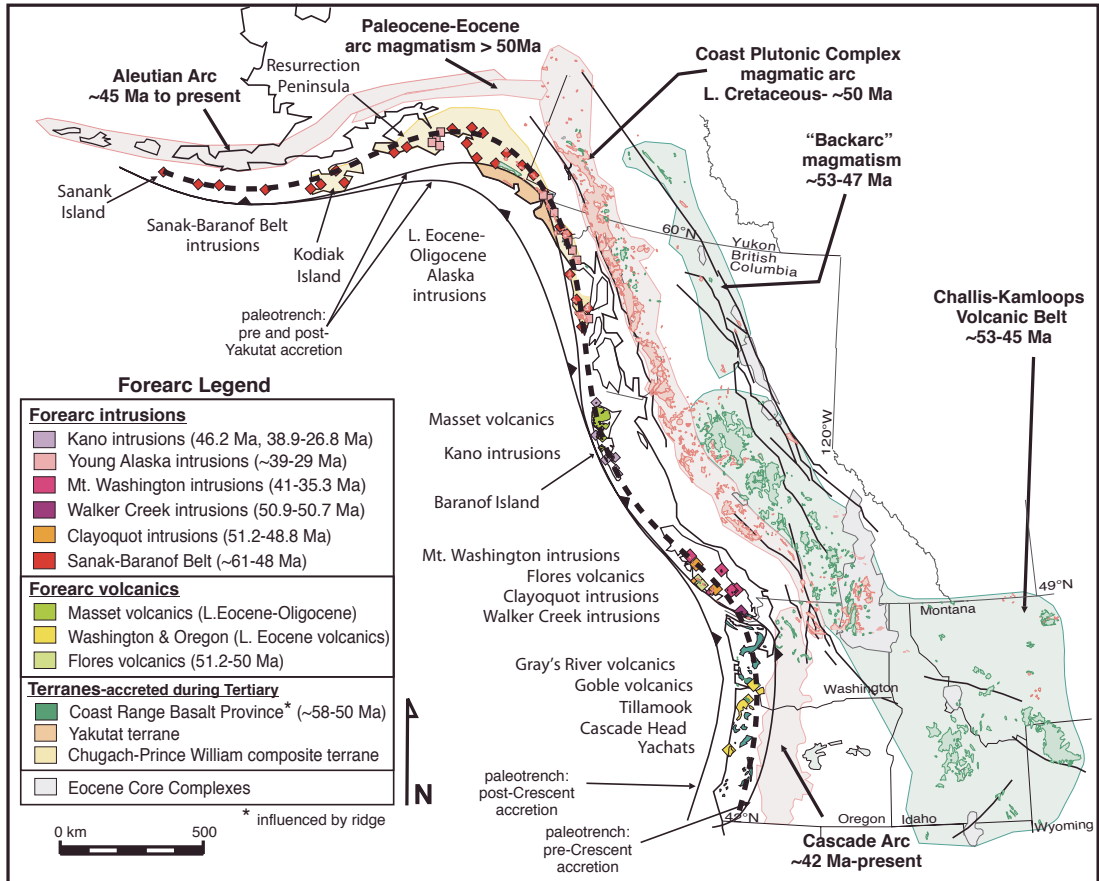 Paleocene-Eocene
arc magmatism > 50Ma
Resurrection
Peninsula
Aleutian Arc
~45 Ma to present
Coast Plutonic Complex
magmatic arc
L. Cretaceous- ~50 Ma
“Backarc”
magmatism
~53-47 Ma
Sanank
Island
Sanak-Baranof Belt
intrusions
Kodiak
Island
L. Eocene-
Oligocene
Alaska
intrusions
60°N
Yukon
British
Columbia
paleotrench:
pre and post-
Yakutat accretion
Challis-Kamloops
Volcanic Belt
~53-45 Ma
120°W
Masset volcanics
Kano intrusions
Baranof Island
Mt. Washington intrusions
Flores volcanics
Clayoquot intrusions
Walker Creek intrusions
49°N
Montana
Gray's River volcanics
Goble volcanics
Tillamook
Cascade Head
Yachats
Washington
paleotrench:
post-Crescent
accretion
paleotrench:
pre-Crescent
accretion
42°N
Oregon
Idaho
Wyoming
Cascade Arc
~42 Ma-present
Forearc Legend
Forearc intrusions
Kano intrusions (46.2 Ma, 38.9-26.8 Ma)
Young Alaska intrusions (~39-29 Ma)
Mt. Washington intrusions (41-35.3 Ma)
Walker Creek intrusions (50.9-50.7 Ma)
Clayoquot intrusions (51.2-48.8 Ma)
Sanak-Baranof Belt (~61-48 Ma)
Forearc volcanics
Masset volcanics (L.Eocene-Oligocene)
Washington & Oregon (L. Eocene volcanics)
Flores volcanics (51.2-50 Ma)
Terranes-accreted during Tertiary
Coast Range Basalt Province* (~58-50 Ma)
Yakutat terrane
Chugach-Prince William composite terrane
Eocene Core Complexes
* influenced by ridge
N
0 km 500